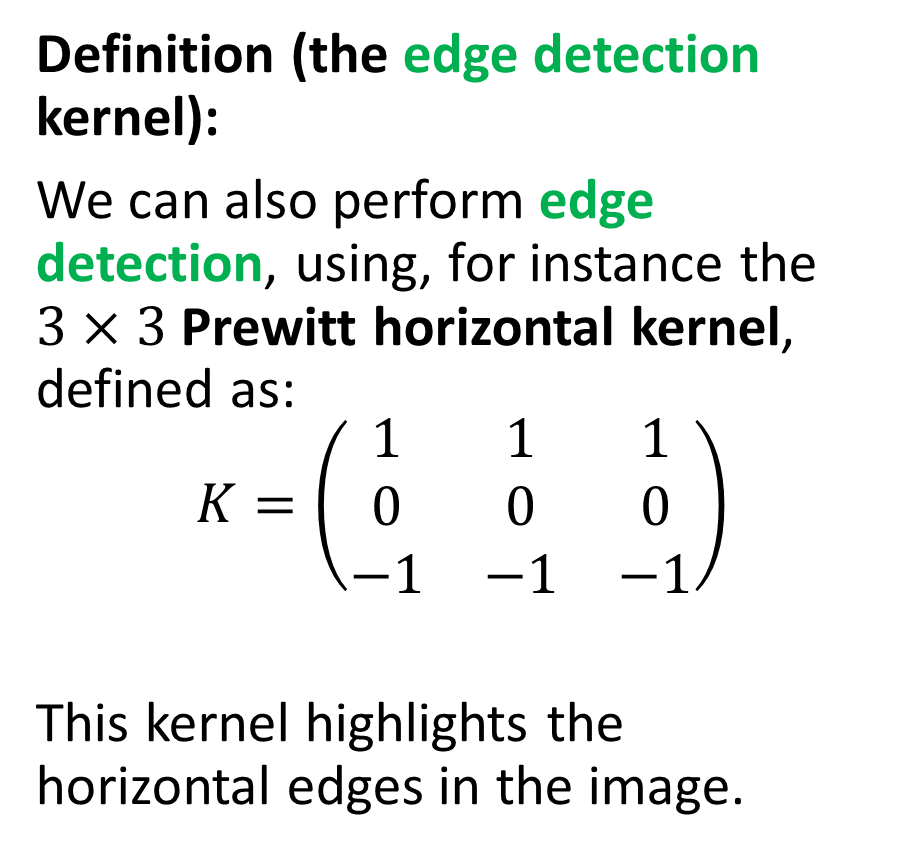 Definition (the edge detection
kernel):
We can also perform edge
detection, using, for instance the
3 × 3 Prewitt horizontal kernel,
defined as:
1 1 1
K = ( 0 0 0 )
−1 −1 −1
This kernel highlights the
horizontal edges in the image.